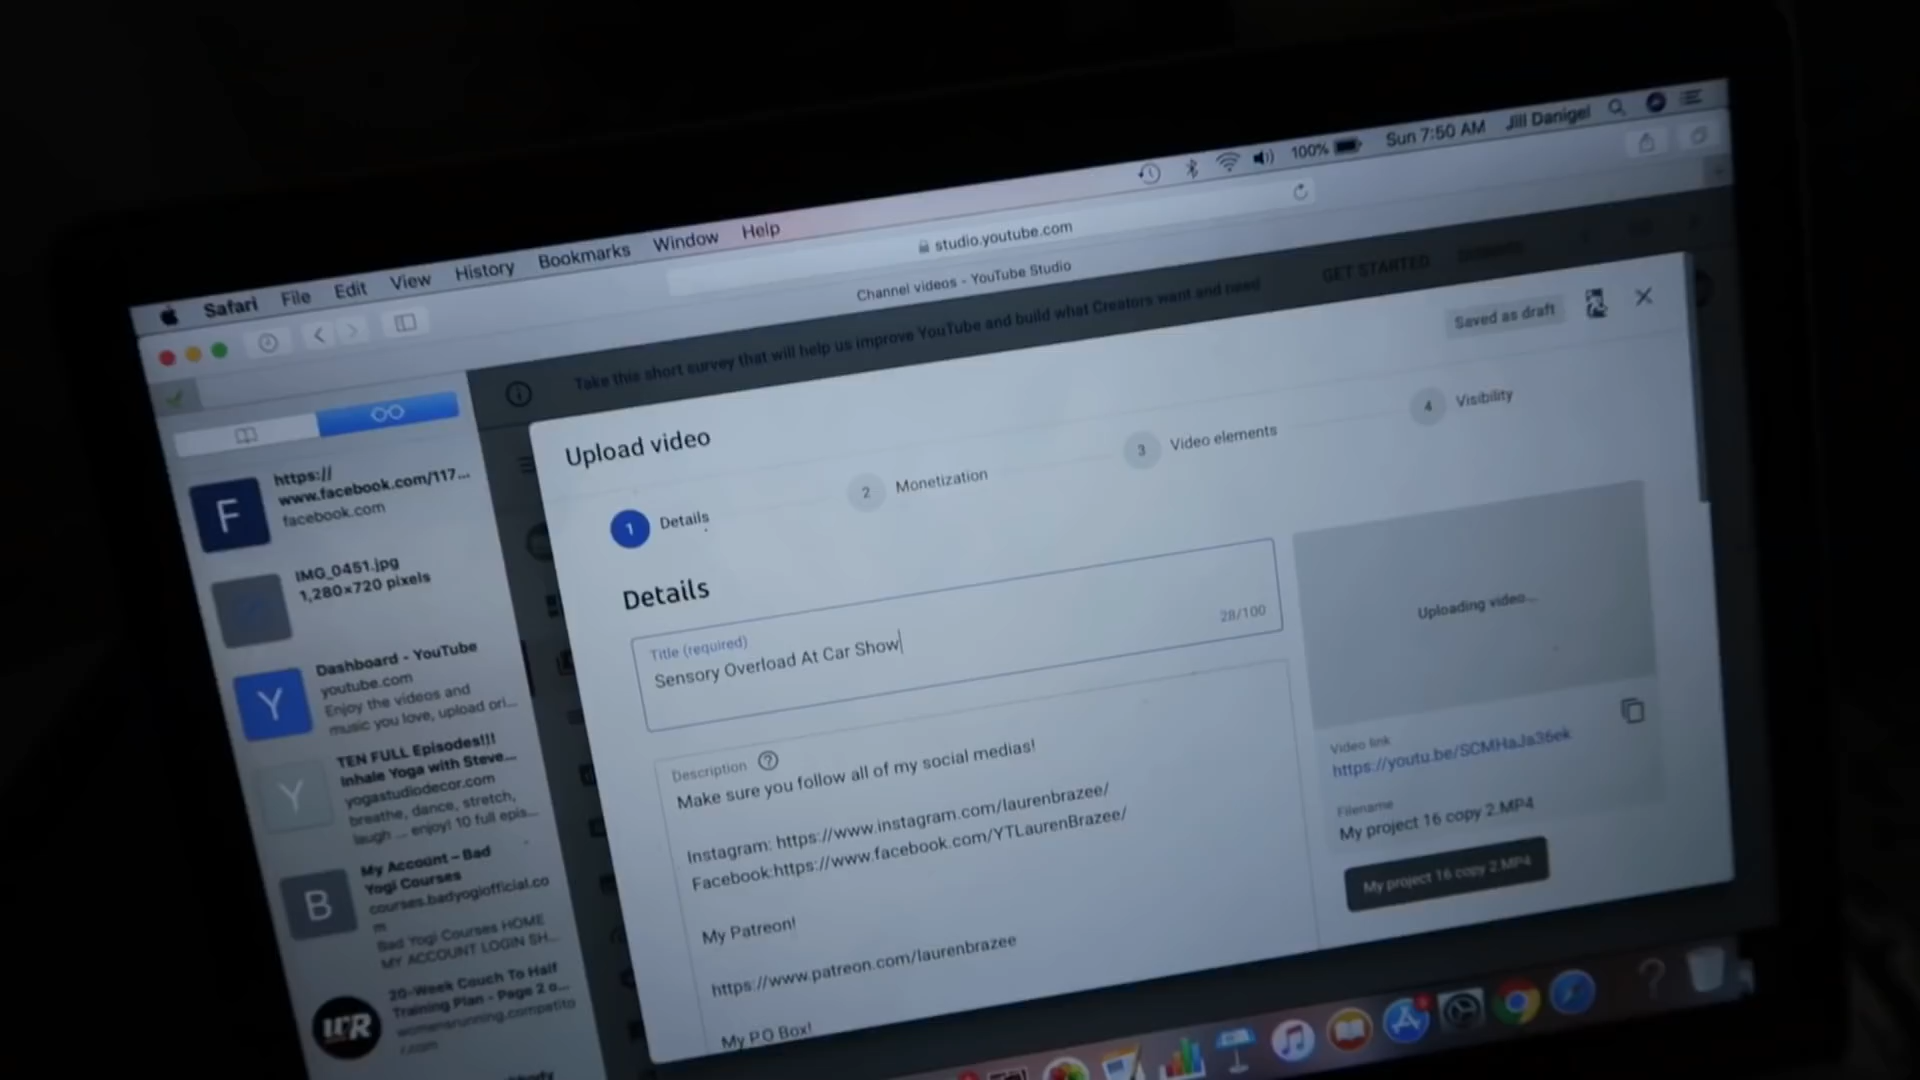 Safari File Edit View History Bookmarks Window Help
100% Sun 7:50 AM Jill Danigel
studio.youtube.com
Channel videos - YouTube Studio
Take this short survey that will help us improve YouTube and build what Creators want and need
GET STARTED
https://
www.facebook.com/117...
facebook.com
IMG_0451.jpg
1,280×720 pixels
Dashboard - YouTube
youtube.com
Enjoy the videos and
music you love, upload ori...
TEN FULL Episodes!!!
Inhale Yoga with Steve...
yogastudiodecor.com
breathe, dance, stretch,
laugh ... enjoy! 10 full epis...
My Account – Bad
Yogi Courses
courses.badyogiofficial.co
m
Bad Yogi Courses HOME
MY ACCOUNT LOGIN SH...
20-Week Couch To Half
Training Plan - Page 2 o...
womensrunning.competito
r.com
F
Y
Y
B
Upload video
Saved as draft
1 Details
2 Monetization
3 Video elements
4 Visibility
Details
Title (required)
Sensory Overload At Car Show
28/100
Description ?
Make sure you follow all of my social medias!
Instagram: https://www.instagram.com/laurenbrazee/
Facebook:https://www.facebook.com/YTLaurenBrazee/
My Patreon!
https://www.patreon.com/laurenbrazee
My PO Box!
Uploading video...
Video link
https://youtu.be/SCMHaJa36ek
Filename
My project 16 copy 2.MP4
My project 16 copy 2.MP4